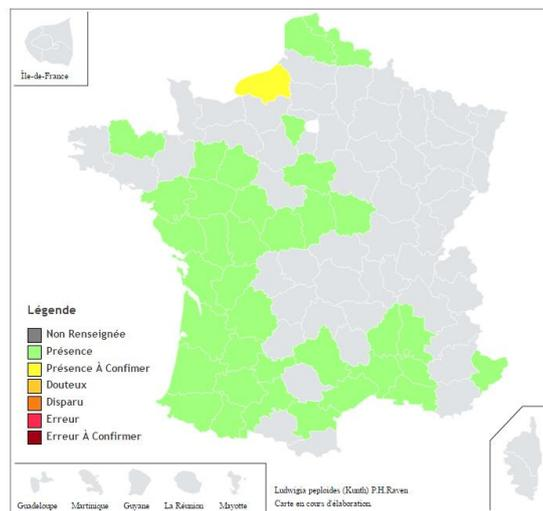 Île-de-France
Légende
Non Renseignée
Présence
Présence À Confimer
Douteux
Disparu
Erreur
Erreur À Confirmer
Guadeloupe Martinique Guyane La Réunion Mayotte
Ludwigia peploides (Kunth) P.H.Raven
Carte en cours d'élaboration.